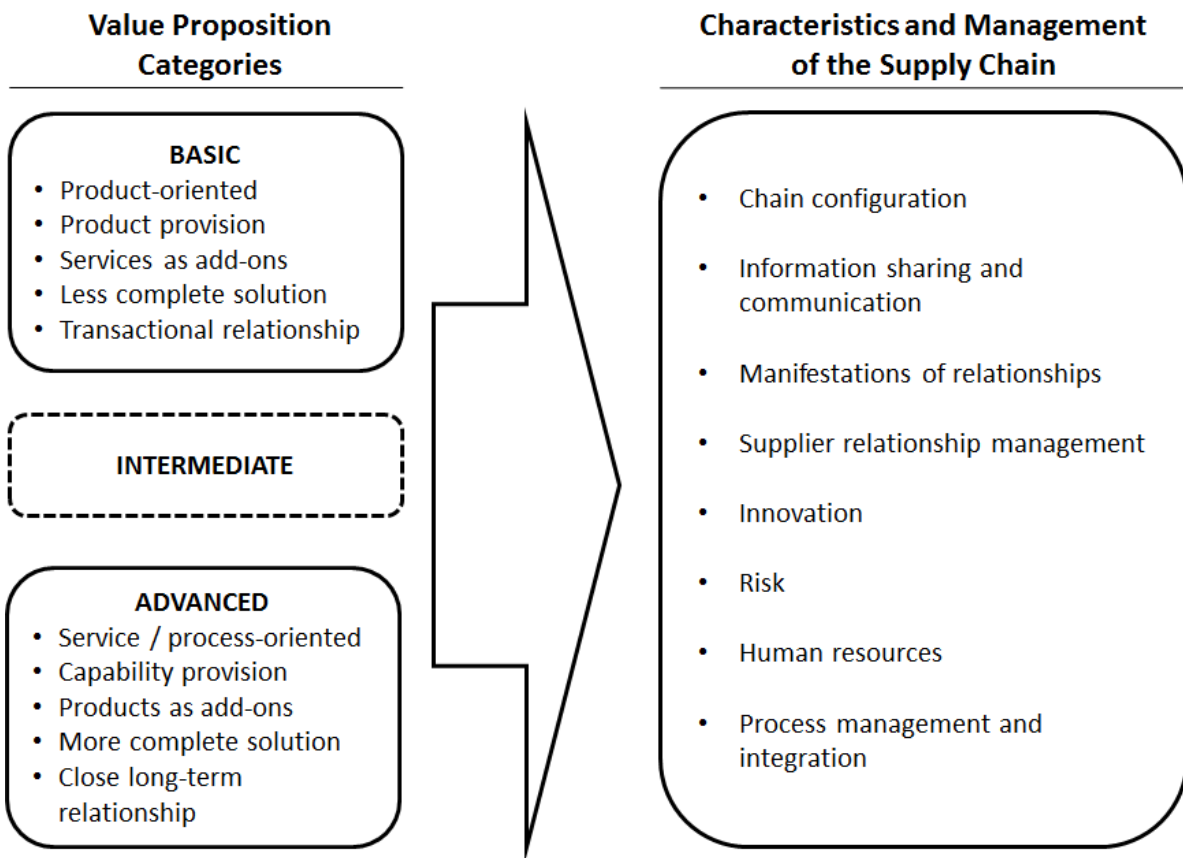 Value Proposition
Categories
BASIC
• Product-oriented
• Product provision
• Services as add-ons
• Less complete solution
• Transactional relationship
INTERMEDIATE
ADVANCED
• Service / process-oriented
• Capability provision
• Products as add-ons
• More complete solution
• Close long-term
relationship
Characteristics and Management
of the Supply Chain
• Chain configuration
• Information sharing and
communication
• Manifestations of relationships
• Supplier relationship management
• Innovation
• Risk
• Human resources
• Process management and
integration